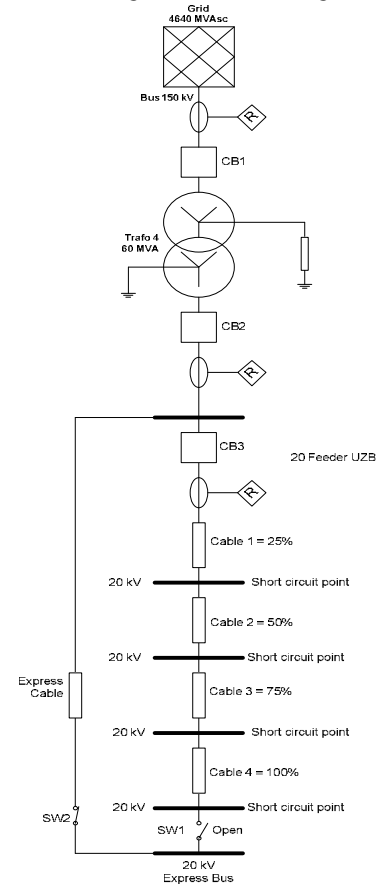 Grid
4640 MVAsc
Bus 150 kV
R
CB1
Trafo 4
60 MVA
CB2
R
CB3
20 Feeder UZB
R
Cable 1 = 25%
20 kV
Short circuit point
Cable 2 = 50%
20 kV
Short circuit point
Express
Cable
Cable 3 = 75%
20 kV
Short circuit point
Cable 4 = 100%
20 kV
Short circuit point
SW2
SW1
Open
20 kV
Express Bus